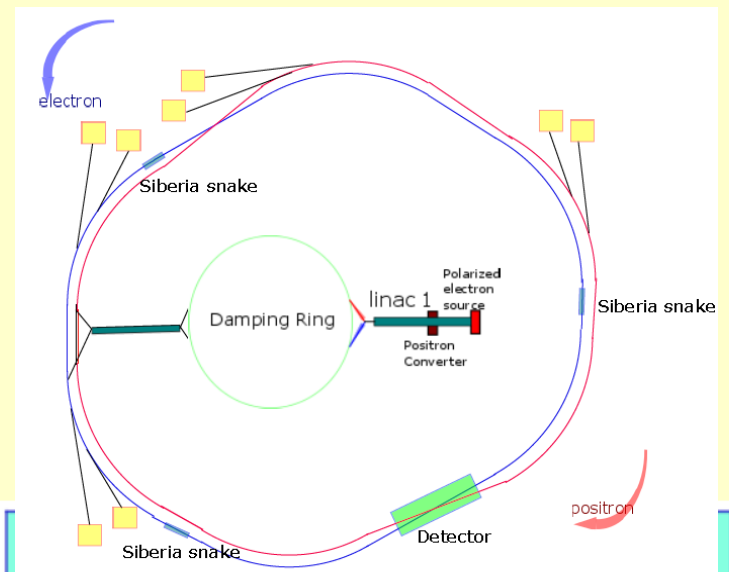 electron
Siberia snake
Damping Ring
linac 1
Polarized
electron
source
Positron
Converter
Siberia snake
positron
Detector
Siberia snake